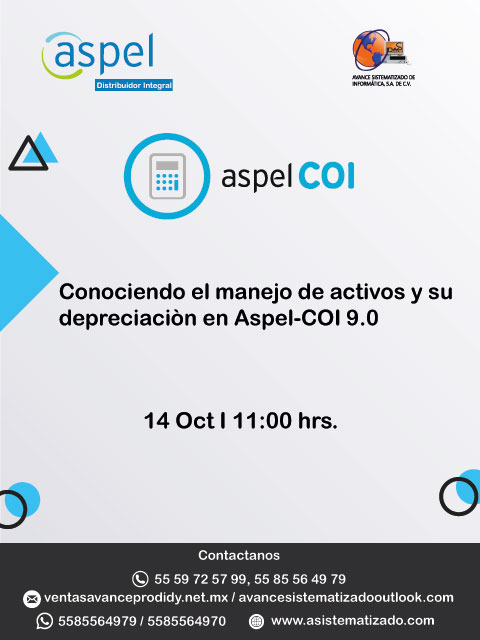 aspel
Distribuidor Integral
AVANCE SISTEMATIZADO DE
INFORMÁTICA, S.A. DE C.V.
aspel COI
Conociendo el manejo de activos y su
depreciaciòn en Aspel-COI 9.0
14 Oct I 11:00 hrs.
Contactanos
55 59 72 57 99, 55 85 56 49 79
ventasavanceprodidy.net.mx / avancesistematizadooutlook.com
5585564979 / 5585564970
www.asistematizado.com